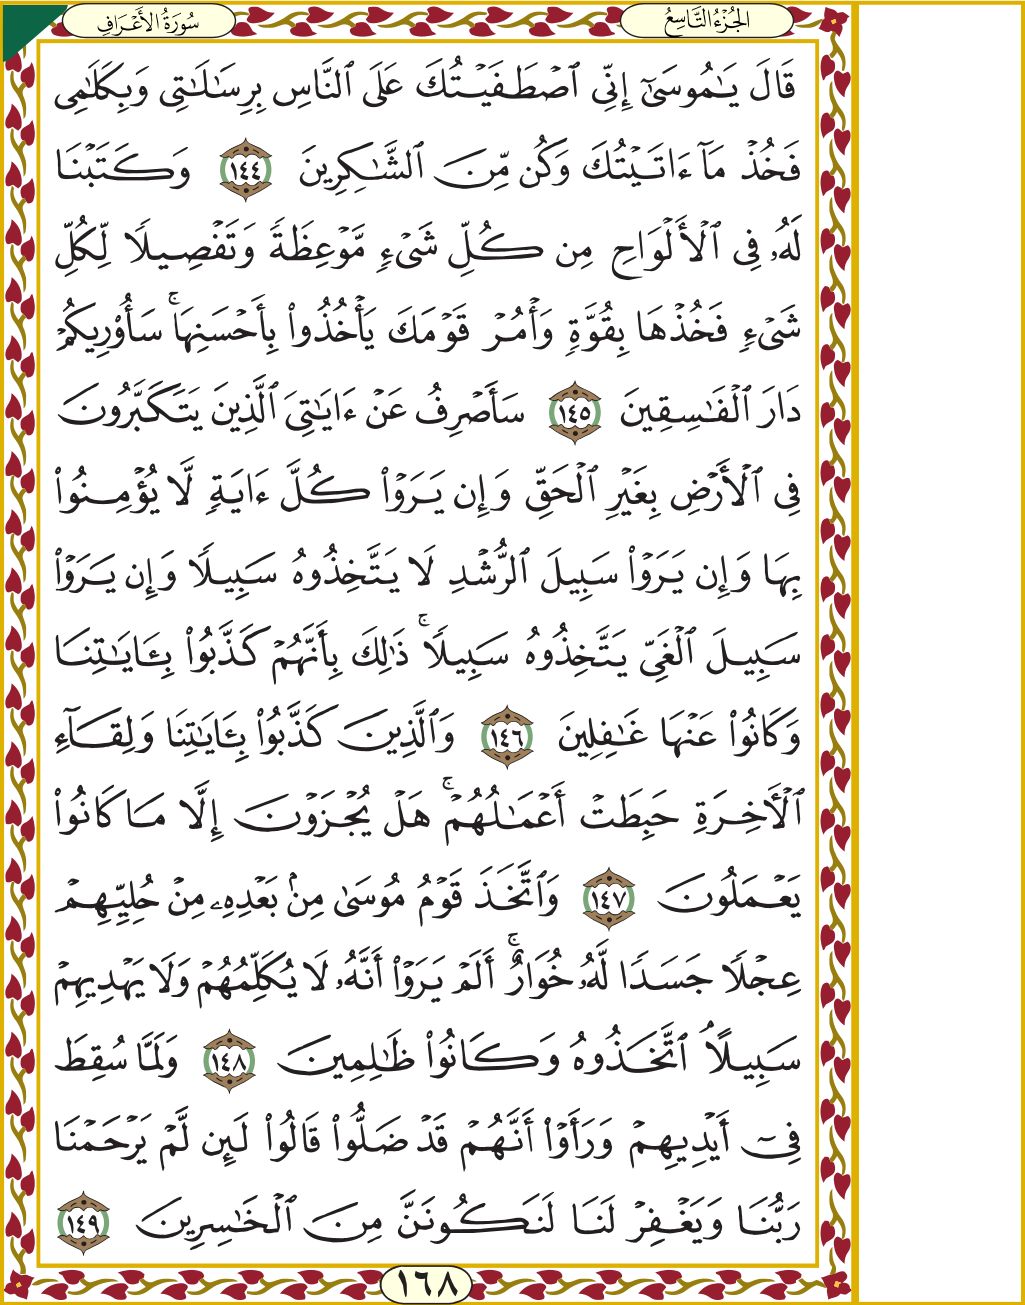 الجُزْءُ التَّاسِعُ
سُورَةُ الأَعْرَافِ
قَالَ يَٰمُوسَىٰٓ إِنِّي ٱصۡطَفَيۡتُكَ عَلَى ٱلنَّاسِ بِرِسَٰلَٰتِي وَبِكَلَٰمِي
فَخُذۡ مَآ ءَاتَيۡتُكَ وَكُن مِّنَ ٱلشَّٰكِرِينَ ١٤٤ وَكَتَبۡنَا
لَهُۥ فِي ٱلۡأَلۡوَاحِ مِن كُلِّ شَيۡءٖ مَّوۡعِظَةٗ وَتَفۡصِيلٗا لِّكُلِّ
شَيۡءٖ فَخُذۡهَا بِقُوَّةٖ وَأۡمُرۡ قَوۡمَكَ يَأۡخُذُواْ بِأَحۡسَنِهَاۚ سَأُوْرِيكُمۡ
دَارَ ٱلۡفَٰسِقِينَ ١٤٥ سَأَصۡرِفُ عَنۡ ءَايَٰتِيَ ٱلَّذِينَ يَتَكَبَّرُونَ
فِي ٱلۡأَرۡضِ بِغَيۡرِ ٱلۡحَقِّ وَإِن يَرَوۡاْ كُلَّ ءَايَةٖ لَّا يُؤۡمِنُواْ
بِهَا وَإِن يَرَوۡاْ سَبِيلَ ٱلرُّشۡدِ لَا يَتَّخِذُوهُ سَبِيلٗا وَإِن يَرَوۡاْ
سَبِيلَ ٱلۡغَيِّ يَتَّخِذُوهُ سَبِيلٗاۚ ذَٰلِكَ بِأَنَّهُمۡ كَذَّبُواْ بِـَٔايَٰتِنَا
وَكَانُواْ عَنۡهَا غَٰفِلِينَ ١٤٦ وَٱلَّذِينَ كَذَّبُواْ بِـَٔايَٰتِنَا وَلِقَآءِ
ٱلۡأٓخِرَةِ حَبِطَتۡ أَعۡمَٰلُهُمۡۚ هَلۡ يُجۡزَوۡنَ إِلَّا مَا كَانُواْ
يَعۡمَلُونَ ١٤٧ وَٱتَّخَذَ قَوۡمُ مُوسَىٰ مِنۢ بَعۡدِهِۦ مِنۡ حُلِيِّهِمۡ
عِجۡلٗا جَسَدٗا لَّهُۥ خُوَارٌۚ أَلَمۡ يَرَوۡاْ أَنَّهُۥ لَا يُكَلِّمُهُمۡ وَلَا يَهۡدِيهِمۡ
سَبِيلًاۘ ٱتَّخَذُوهُ وَكَانُواْ ظَٰلِمِينَ ١٤٨ وَلَمَّا سُقِطَ
فِيٓ أَيۡدِيهِمۡ وَرَأَوۡاْ أَنَّهُمۡ قَدۡ ضَلُّواْ قَالُواْ لَئِن لَّمۡ يَرۡحَمۡنَا
رَبُّنَا وَيَغۡفِرۡ لَنَا لَنَكُونَنَّ مِنَ ٱلۡخَٰسِرِينَ ١٤٩
١٦٨